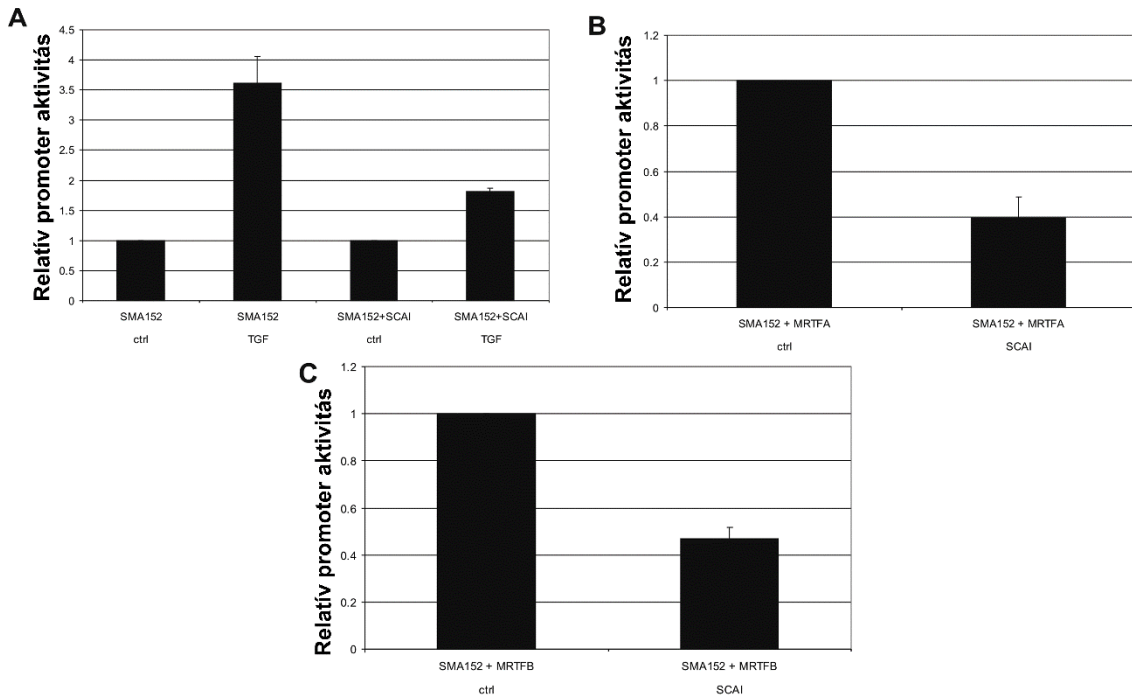 A
Relatív promoter aktivitás
4.5
4
3.5
3
2.5
2
1.5
1
0.5
0
SMA152 SMA152 SMA152+SCAI SMA152+SCAI
ctrl TGF ctrl TGF
B
Relatív promoter aktivitás
1.2
1
0.8
0.6
0.4
0.2
0
SMA152 + MRTFA SMA152 + MRTFA
ctrl SCAI
C
Relatív promoter aktivitás
1.2
1
0.8
0.6
0.4
0.2
0
SMA152 + MRTFB SMA152 + MRTFB
ctrl SCAI